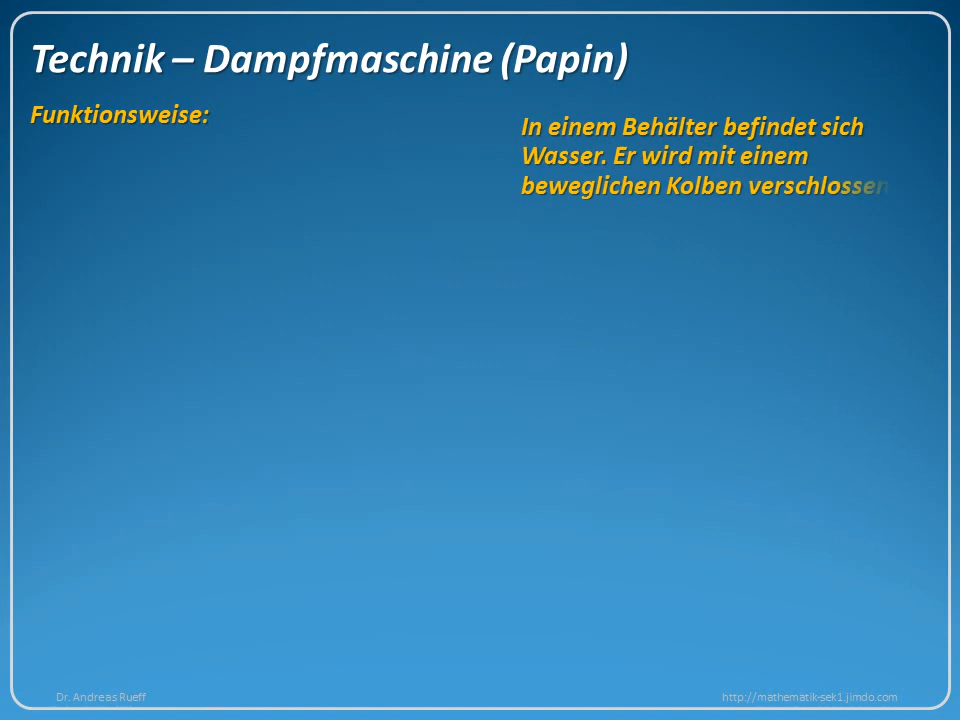 Technik – Dampfmaschine (Papin)
Funktionsweise:
In einem Behälter befindet sich
Wasser. Er wird mit einem
beweglichen Kolben verschlossen
Dr. Andreas Rueff
http://mathematik-sek1.jimdo.com